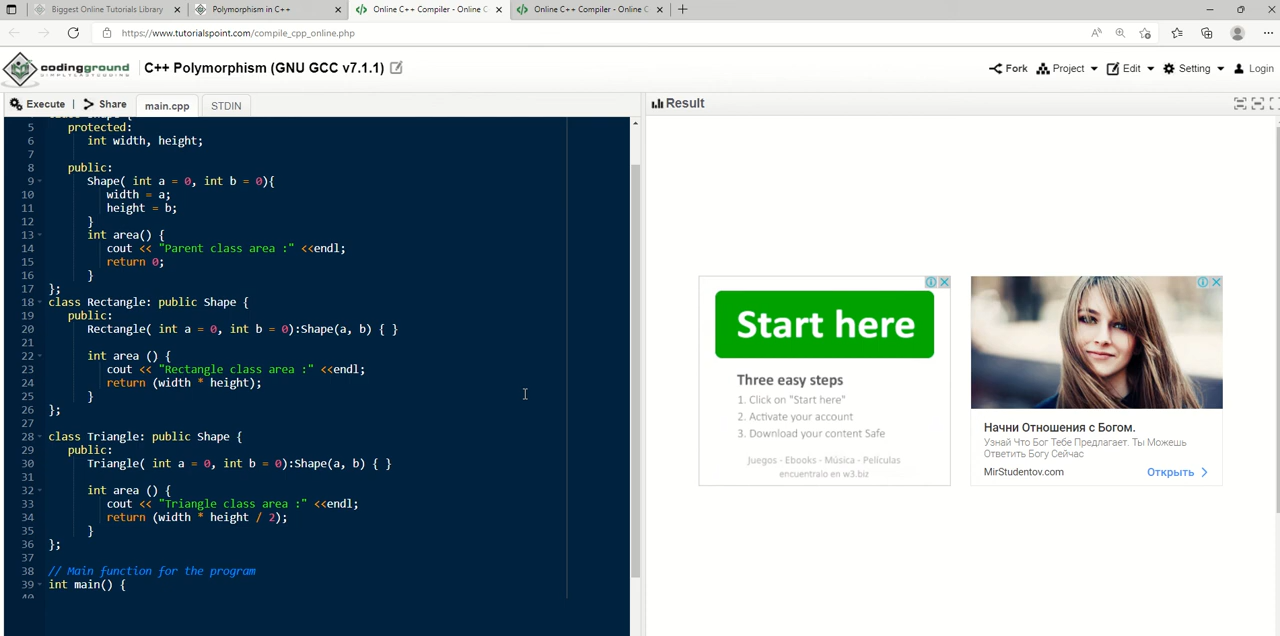 Biggest Online Tutorials Library
Polymorphism in C++
Online C++ Compiler - Online C
Online C++ Compiler - Online C
https://www.tutorialspoint.com/compile_cpp_online.php
codingground
C++ Polymorphism (GNU GCC v7.1.1)
Fork
Project
Edit
Setting
Login
Execute | Share
main.cpp
STDIN
Result
5 protected:
6 int width, height;
7
8 public:
9 Shape( int a = 0, int b = 0){
10 width = a;
11 height = b;
12 }
13 int area() {
14 cout << "Parent class area :" <<endl;
15 return 0;
16 }
17 };
18 class Rectangle: public Shape {
19 public:
20 Rectangle( int a = 0, int b = 0):Shape(a, b) { }
21
22 int area () {
23 cout << "Rectangle class area :" <<endl;
24 return (width * height);
25 }
26 };
27
28 class Triangle: public Shape {
29 public:
30 Triangle( int a = 0, int b = 0):Shape(a, b) { }
31
32 int area () {
33 cout << "Triangle class area :" <<endl;
34 return (width * height / 2);
35 }
36 };
37
38 // Main function for the program
39 int main() {
40
Start here
Three easy steps
1. Click on "Start here"
2. Activate your account
3. Download your content Safe
Juegos - Ebooks - Música - Películas
encuentralo en w3.biz
Начни Отношения с Богом.
Узнай Что Бог Тебе Предлагает. Ты Можешь
Ответить Богу Сейчас
MirStudentov.com
Открыть